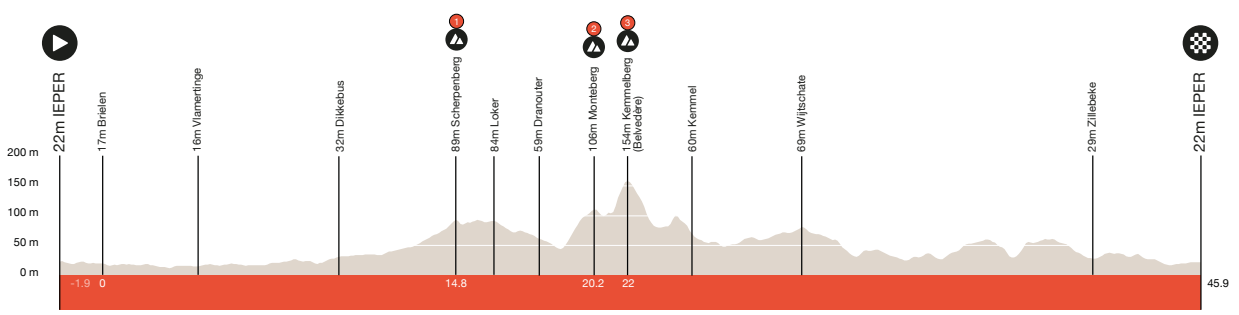 1
2
3
22m IEPER
17m Brielen
16m Vlamertinge
32m Dikkebus
89m Scherpenberg
84m Loker
59m Dranouter
106m Monteberg
154m Kemmelberg
(Belvedère)
60m Kemmel
69m Wijtschate
29m Zillebeke
22m IEPER
200 m
150 m
100 m
50 m
0 m
-1.9
0
14.8
20.2
22
45.9